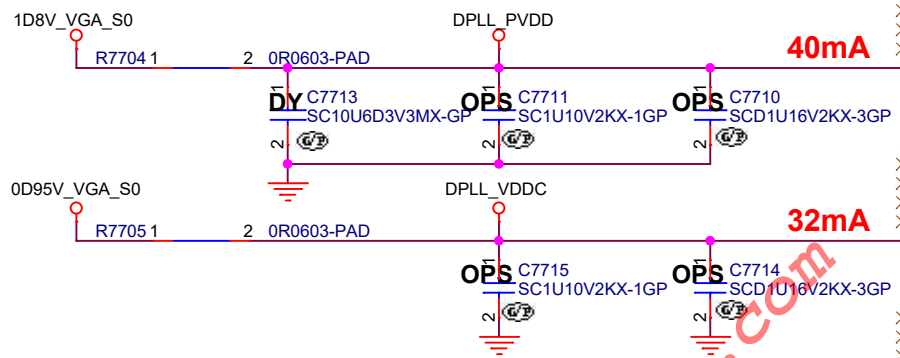 1D8V_VGA_S0
DPLL_PVDD
R7704 1 2 0R0603-PAD
40mA
DY 1 C7713
SC10U6D3V3MX-GP
2 G/P
OPS 1 C7711
SC1U10V2KX-1GP
2 G/P
OPS 1 C7710
SCD1U16V2KX-3GP
2 G/P
0D95V_VGA_S0
DPLL_VDDC
R7705 1 2 0R0603-PAD
32mA
OPS 1 C7715
SC1U10V2KX-1GP
2 G/P
OPS 1 C7714
SCD1U16V2KX-3GP
2 G/P
.com